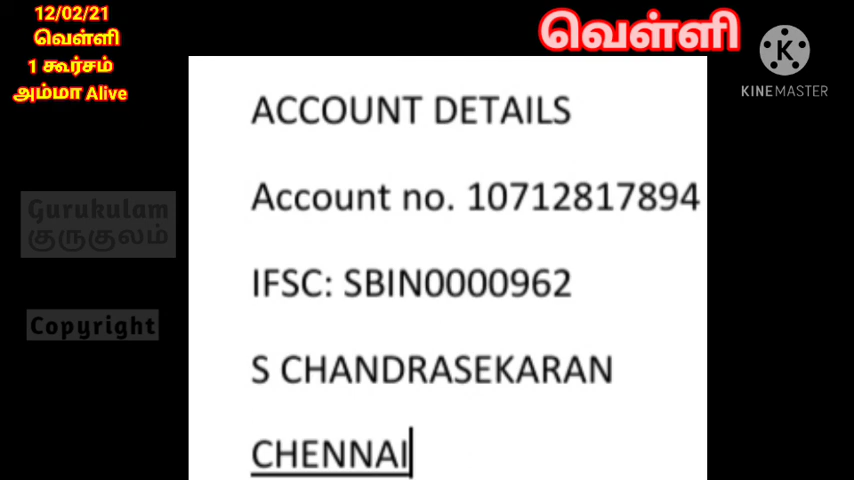 12/02/21
வெள்ளி
1 கூர்சம்
அம்மா Alive
வெள்ளி
K
KINEMASTER
ACCOUNT DETAILS
Account no. 10712817894
IFSC: SBIN0000962
S CHANDRASEKARAN
CHENNAI
Gurukulam
குருகுலம்
Copyright